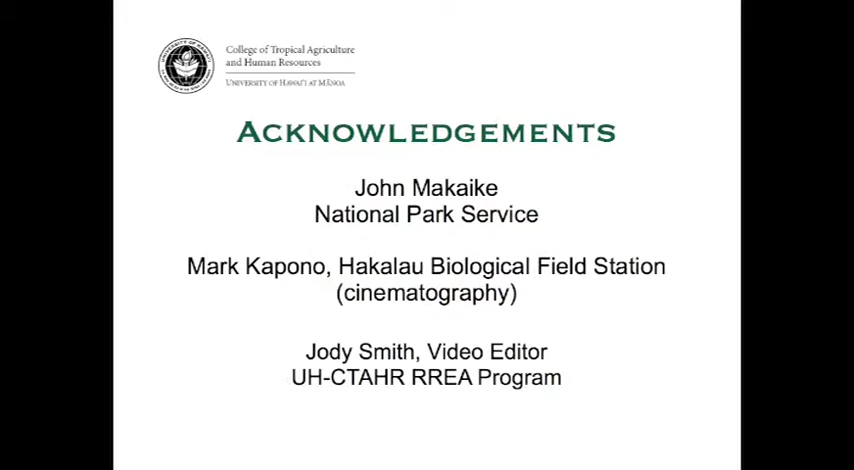 College of Tropical Agriculture
and Human Resources
UNIVERSITY OF HAWAI'I AT MĀNOA
ACKNOWLEDGEMENTS
John Makaike
National Park Service
Mark Kapono, Hakalau Biological Field Station
(cinematography)
Jody Smith, Video Editor
UH-CTAHR RREA Program